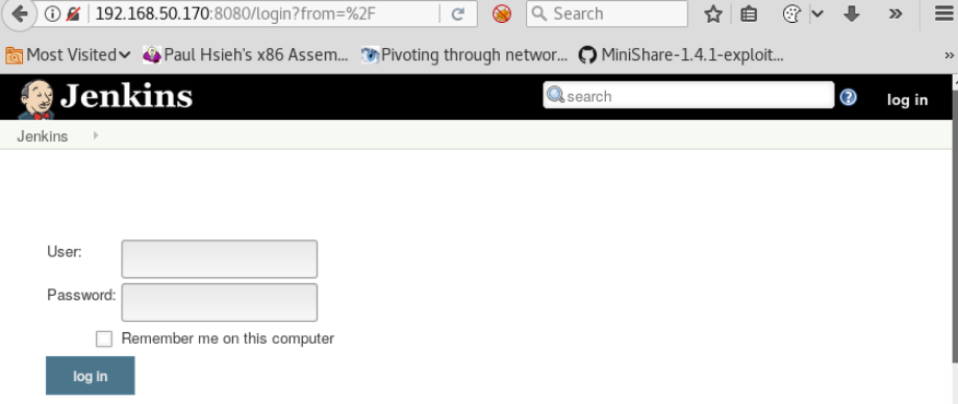 192.168.50.170:8080/login?from=%2F Search
Most Visited Paul Hsieh's x86 Assem... Pivoting through networ... MiniShare-1.4.1-exploit...
Jenkins search log in
Jenkins
User:
Password:
Remember me on this computer
log in